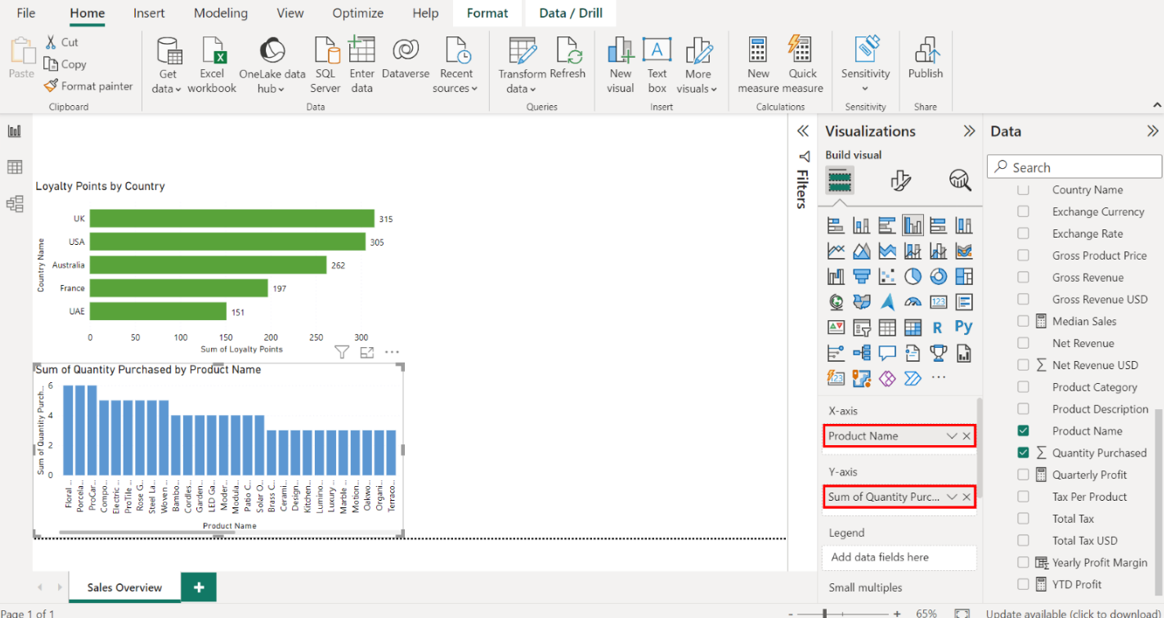 File Home Insert Modeling View Optimize Help Format Data / Drill
Paste
Cut
Copy
Format painter
Clipboard
Get data
Excel workbook
OneLake data hub
SQL Server
Enter data
Dataverse
Recent sources
Data
Transform data
Refresh
Queries
New visual
A
Text box
More visuals
Insert
New measure
Quick measure
Calculations
Sensitivity
Sensitivity
Publish
Share
Loyalty Points by Country
Country Name
UK 315
USA 305
Australia 262
France 197
UAE 151
0 50 100 150 200 250 300
Sum of Loyalty Points
Sum of Quantity Purchased by Product Name
Sum of Quantity Purch...
6
4
2
0
Floral ...
Porcela...
ProCar...
Compo...
Electric ...
ProTile ...
Rose G...
Steel La...
Woven...
Bambo...
Cordles...
Garden...
LED Ga...
Moder...
Modula...
Patio C...
Solar O...
Brass C...
Cerami...
Design...
Kitchen...
Lumino...
Luxury ...
Marble ...
Motion...
Oakwo...
Organi...
Terraco...
Product Name
Filters
Visualizations
Build visual
123
R Py
123
...
X-axis
Product Name
Y-axis
Sum of Quantity Purc...
Legend
Add data fields here
Small multiples
Data
Search
Country Name
Exchange Currency
Exchange Rate
Gross Product Price
Gross Revenue
Gross Revenue USD
Median Sales
Net Revenue
Net Revenue USD
Product Category
Product Description
Product Name
Quantity Purchased
Quarterly Profit
Tax Per Product
Total Tax
Total Tax USD
Yearly Profit Margin
YTD Profit
Sales Overview
+
Page 1 of 1
- + 65%
Update available (click to download)